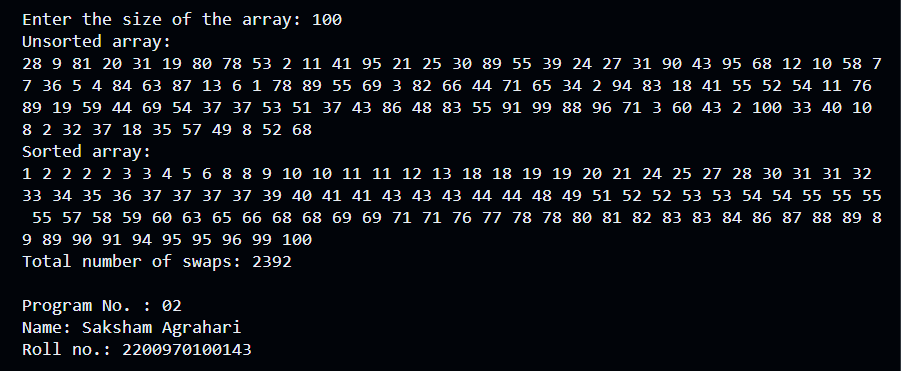 Enter the size of the array: 100
Unsorted array:
28 9 81 20 31 19 80 78 53 2 11 41 95 21 25 30 89 55 39 24 27 31 90 43 95 68 12 10 58 7
7 36 5 4 84 63 87 13 6 1 78 89 55 69 3 82 66 44 71 65 34 2 94 83 18 41 55 52 54 11 76
89 19 59 44 69 54 37 37 53 51 37 43 86 48 83 55 91 99 88 96 71 3 60 43 2 100 33 40 10
8 2 32 37 18 35 57 49 8 52 68
Sorted array:
1 2 2 2 2 3 3 4 5 6 8 8 9 10 10 11 11 12 13 18 18 19 19 20 21 24 25 27 28 30 31 31 32
33 34 35 36 37 37 37 37 39 40 41 41 43 43 43 44 44 48 49 51 52 52 53 53 54 54 55 55 55
55 57 58 59 60 63 65 66 68 68 69 69 71 71 76 77 78 78 80 81 82 83 83 84 86 87 88 89 8
9 89 90 91 94 95 95 96 99 100
Total number of swaps: 2392
Program No. : 02
Name: Saksham Agrahari
Roll no.: 2200970100143